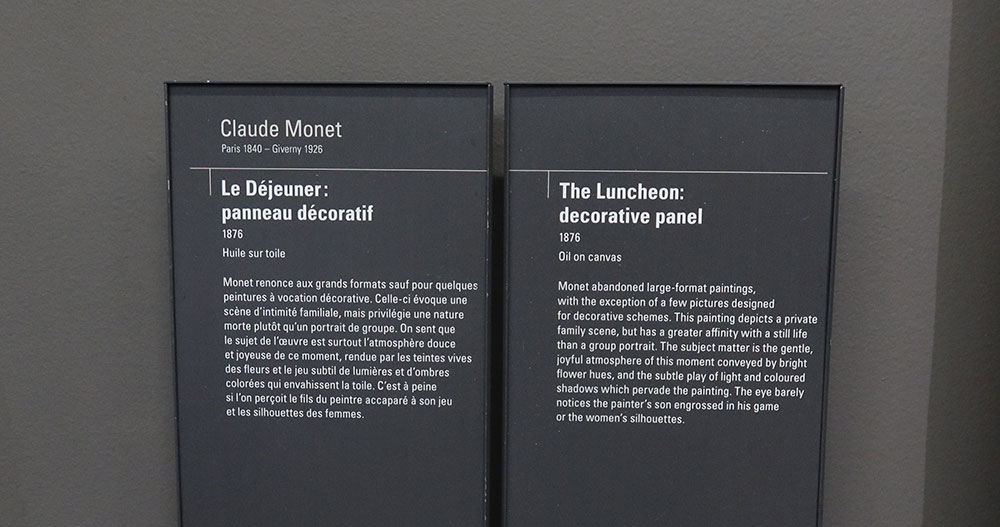 Claude Monet
Paris 1840 – Giverny 1926
Le Déjeuner :
panneau décoratif
1876
Huile sur toile
Monet renonce aux grands formats sauf pour quelques
peintures à vocation décorative. Celle-ci évoque une
scène d'intimité familiale, mais privilégie une nature
morte plutôt qu'un portrait de groupe. On sent que
le sujet de l'œuvre est surtout l'atmosphère douce
et joyeuse de ce moment, rendue par les teintes vives
des fleurs et le jeu subtil de lumières et d'ombres
colorées qui envahissent la toile. C'est à peine
si l'on perçoit le fils du peintre accaparé à son jeu
et les silhouettes des femmes.
The Luncheon:
decorative panel
1876
Oil on canvas
Monet abandoned large-format paintings,
with the exception of a few pictures designed
for decorative schemes. This painting depicts a private
family scene, but has a greater affinity with a still life
than a group portrait. The subject matter is the gentle,
joyful atmosphere of this moment conveyed by bright
flower hues, and the subtle play of light and coloured
shadows which pervade the painting. The eye barely
notices the painter's son engrossed in his game
or the women's silhouettes.